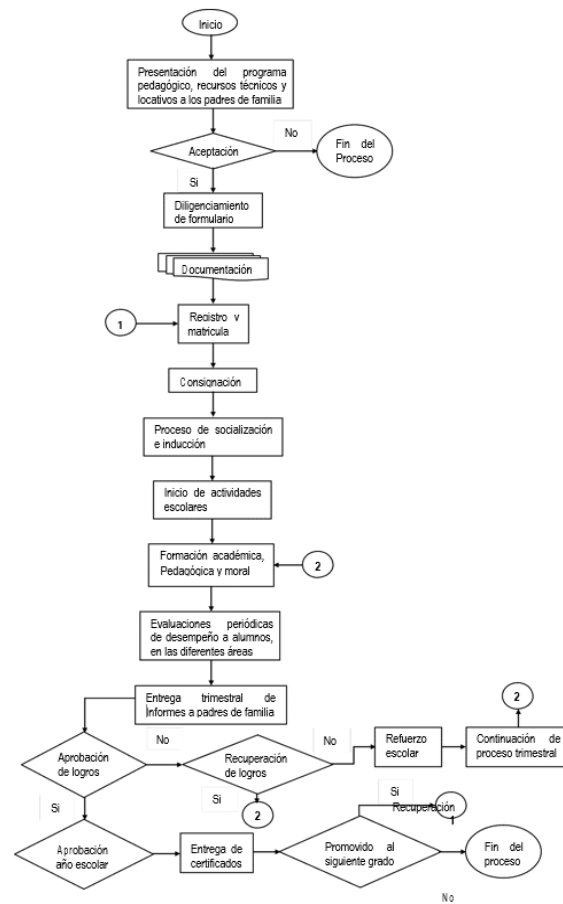 Inicio
Presentación del programa
pedagógico, recursos técnicos y
locativos a los padres de familia
No
Aceptación
Fin del
Proceso
Si
Diligenciamiento
de formulario
Documentación
1
Registro y
matricula
Consignación
Proceso de socialización
e inducción
Inicio de actividades
escolares
Formación académica,
Pedagógica y moral
2
Evaluaciones periódicas
de desempeño a alumnos,
en las diferentes áreas
Entrega trimestral de
Informes a padres de familia
2
Aprobación
de logros
No
Recuperación
de logros
No
Refuerzo
escolar
Continuación de
proceso trimestral
Si
Si
2
Si
Recuperación
1
Aprobación
año escolar
Entrega de
certificados
Promovido al
siguiente grado
Fin del
proceso
No